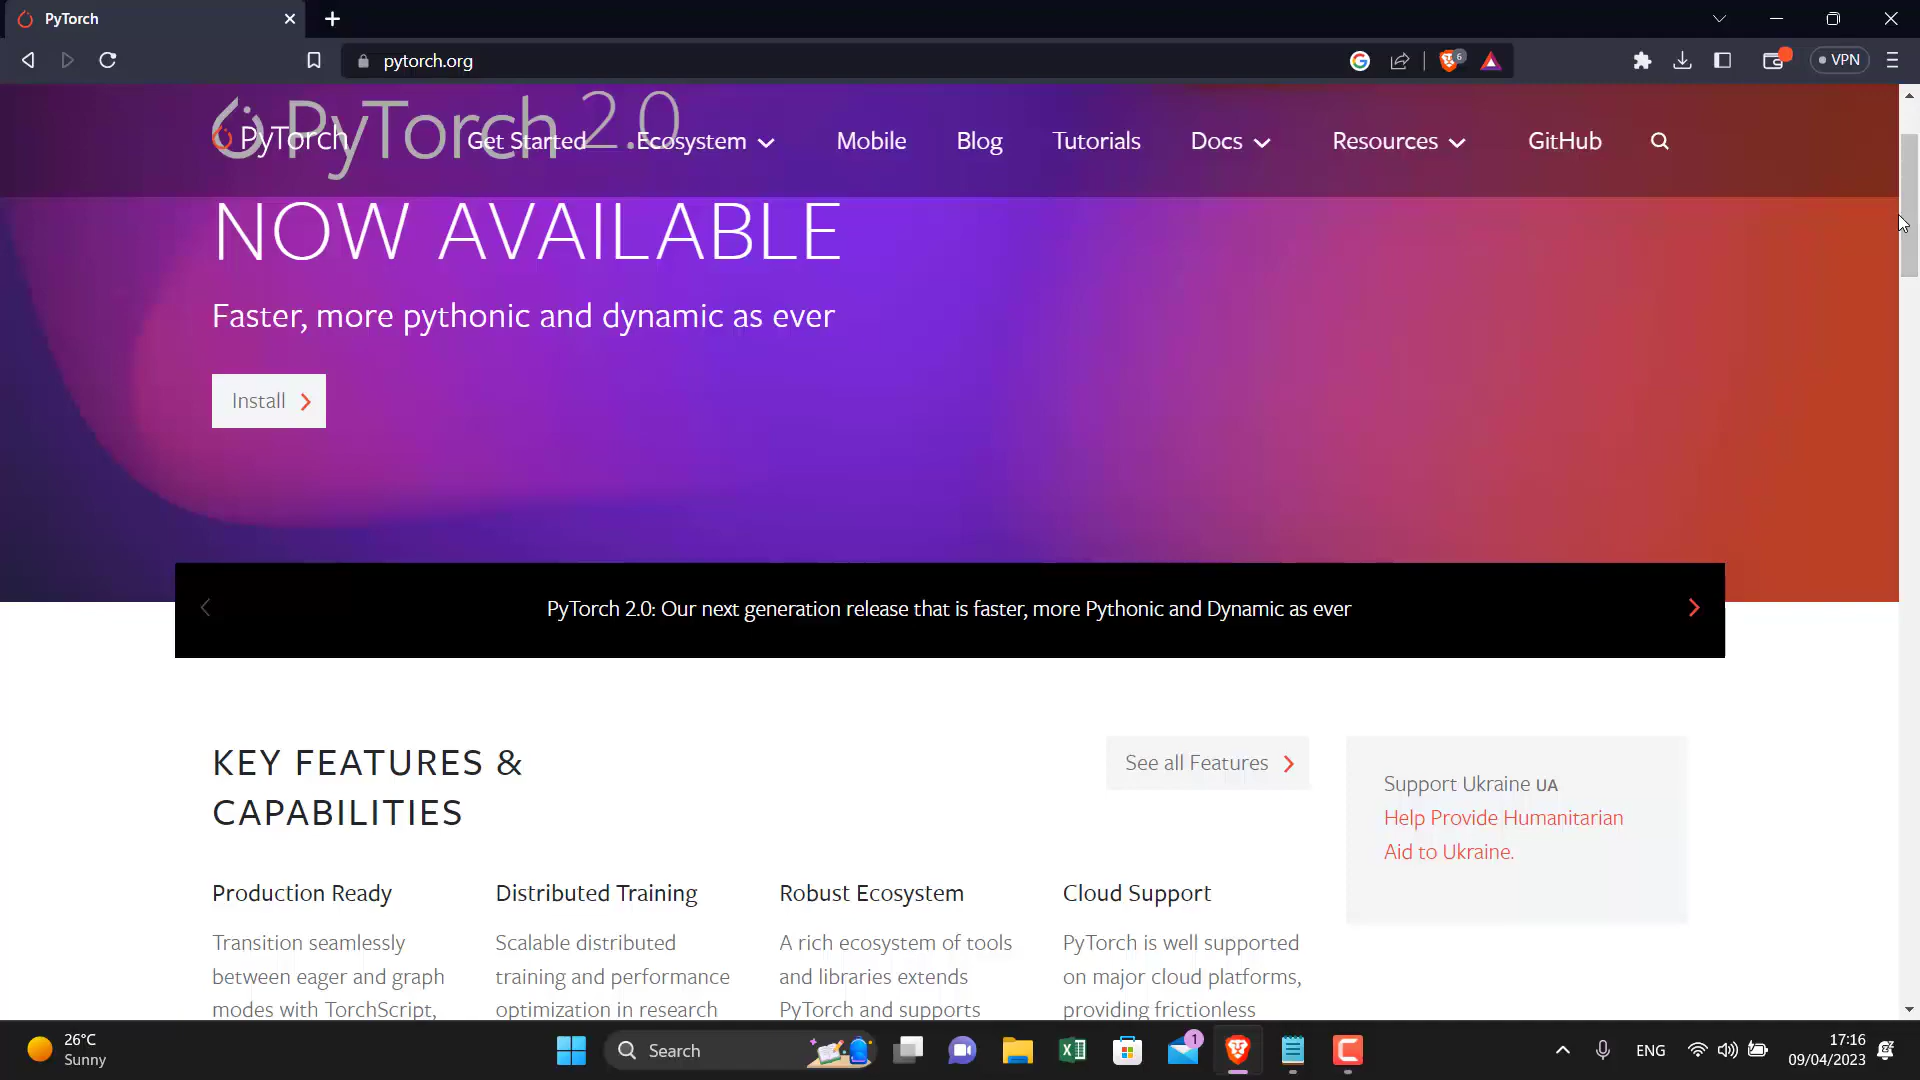 PyTorch
pytorch.org
6
VPN
PyTorch 2.0
PyTorch
Get Started
Ecosystem
Mobile
Blog
Tutorials
Docs
Resources
GitHub
NOW AVAILABLE
Faster, more pythonic and dynamic as ever
Install
PyTorch 2.0: Our next generation release that is faster, more Pythonic and Dynamic as ever
KEY FEATURES &
CAPABILITIES
See all Features
Support Ukraine UA
Help Provide Humanitarian
Aid to Ukraine.
Production Ready
Transition seamlessly
between eager and graph
modes with TorchScript,
Distributed Training
Scalable distributed
training and performance
optimization in research
Robust Ecosystem
A rich ecosystem of tools
and libraries extends
PyTorch and supports
Cloud Support
PyTorch is well supported
on major cloud platforms,
providing frictionless
26°C
Sunny
Search
1
ENG
17:16
09/04/2023